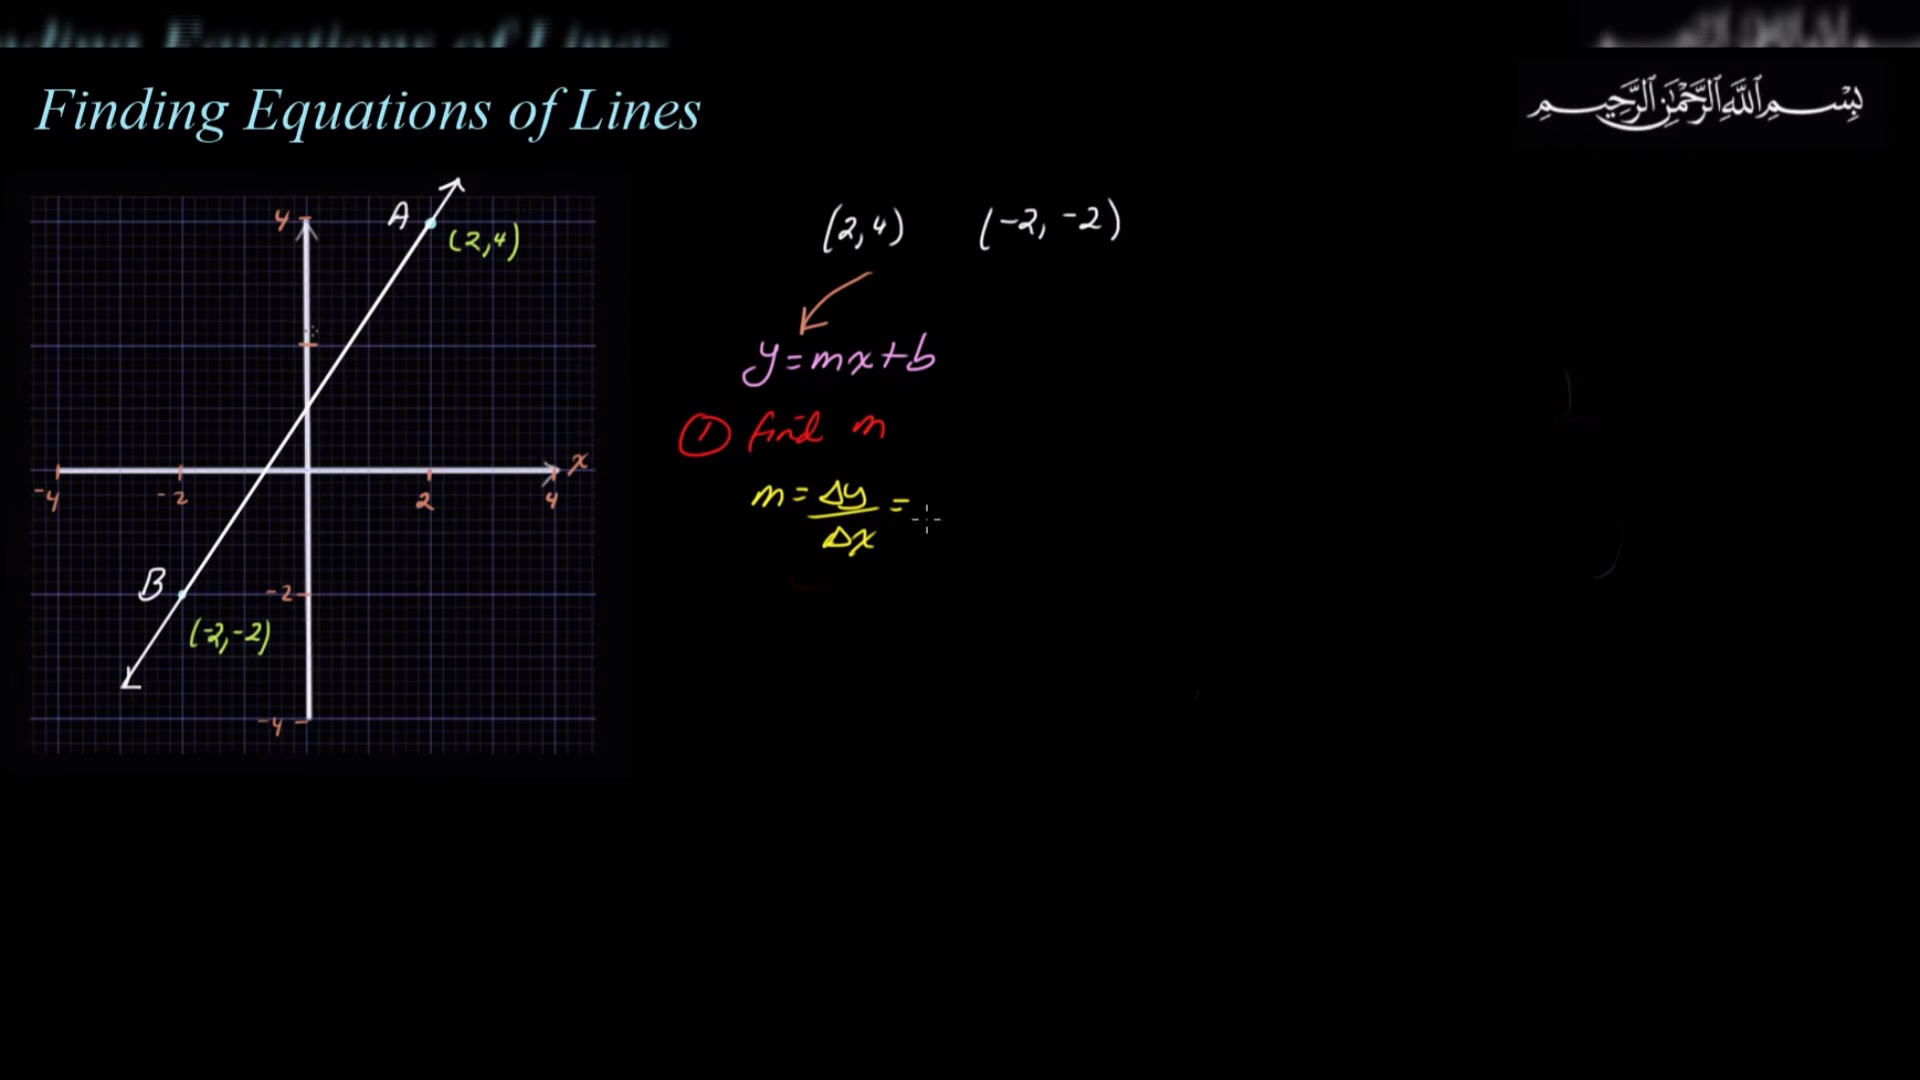 Finding Equations of Lines
بِسْمِ اللَّهِ الرَّحْمَٰنِ الرَّحِيمِ
4 A (2,4)
(2,4) (-2,-2)
y=mx+b
① find m
m = Δy/Δx =
x
-4 -2 2 4
B -2
(-2,-2)
-4